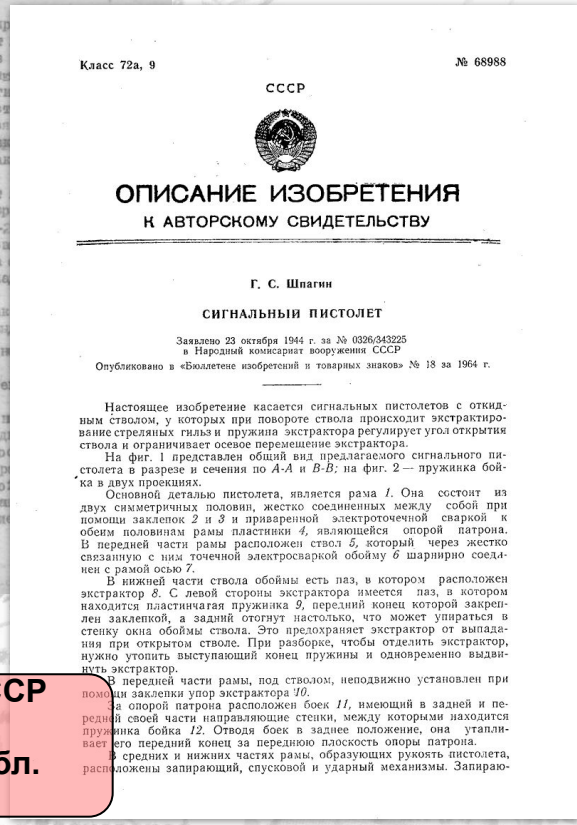 Класс 72а, 9
№ 68988
СССР
ОПИСАНИЕ ИЗОБРЕТЕНИЯ
К АВТОРСКОМУ СВИДЕТЕЛЬСТВУ
Г. С. Шпагин
СИГНАЛЬНЫЙ ПИСТОЛЕТ
Заявлено 23 октября 1944 г. за № 0326/343225
в Народный комиссариат вооружения СССР
Опубликовано в «Бюллетене изобретений и товарных знаков» № 18 за 1964 г.
Настоящее изобретение касается сигнальных пистолетов с откид-
ным стволом, у которых при повороте ствола происходит экстрактиро-
вание стреляных гильз и пружина экстрактора регулирует угол открытия
ствола и ограничивает осевое перемещение экстрактора.
На фиг. 1 представлен общий вид предлагаемого сигнального пи-
столета в разрезе и сечения по А-А и В-В; на фиг. 2 — пружинка бой-
ка в двух проекциях.
Основной деталью пистолета, является рама 1. Она состоит из
двух симметричных половин, жестко соединенных между собой при
помощи заклепок 2 и 3 и приваренной электроточечной сваркой к
обеим половинам рамы пластинки 4, являющейся опорой патрона.
В передней части рамы расположен ствол 5, который через жестко
связанную с ним точечной электросваркой обойму 6 шарнирно соеди-
нен с рамой осью 7.
В нижней части ствола обоймы есть паз, в котором расположен
экстрактор 8. С левой стороны экстрактора имеется паз, в котором
находится пластинчатая пружинка 9, передний конец которой закреп-
лен заклепкой, а задний отогнут настолько, что может упираться в
стенку окна обоймы ствола. Это предохраняет экстрактор от выпада-
ния при открытом стволе. При разборке, чтобы отделить экстрактор,
нужно утопить выступающий конец пружины и одновременно выдви-
нуть экстрактор.
В передней части рамы, под стволом, неподвижно установлен при
помощи заклепки упор экстрактора 10.
За опорой патрона расположен боек 11, имеющий в задней и пе-
редней своей части направляющие стенки, между которыми находится
пружинка бойка 12. Отводя боек в заднее положение, она утапли-
вает его передний конец за переднюю плоскость опоры патрона.
В средних и нижних частях рамы, образующих рукоять пистолета,
расположены запирающий, спусковой и ударный механизмы. Запираю-
СССР
бл.